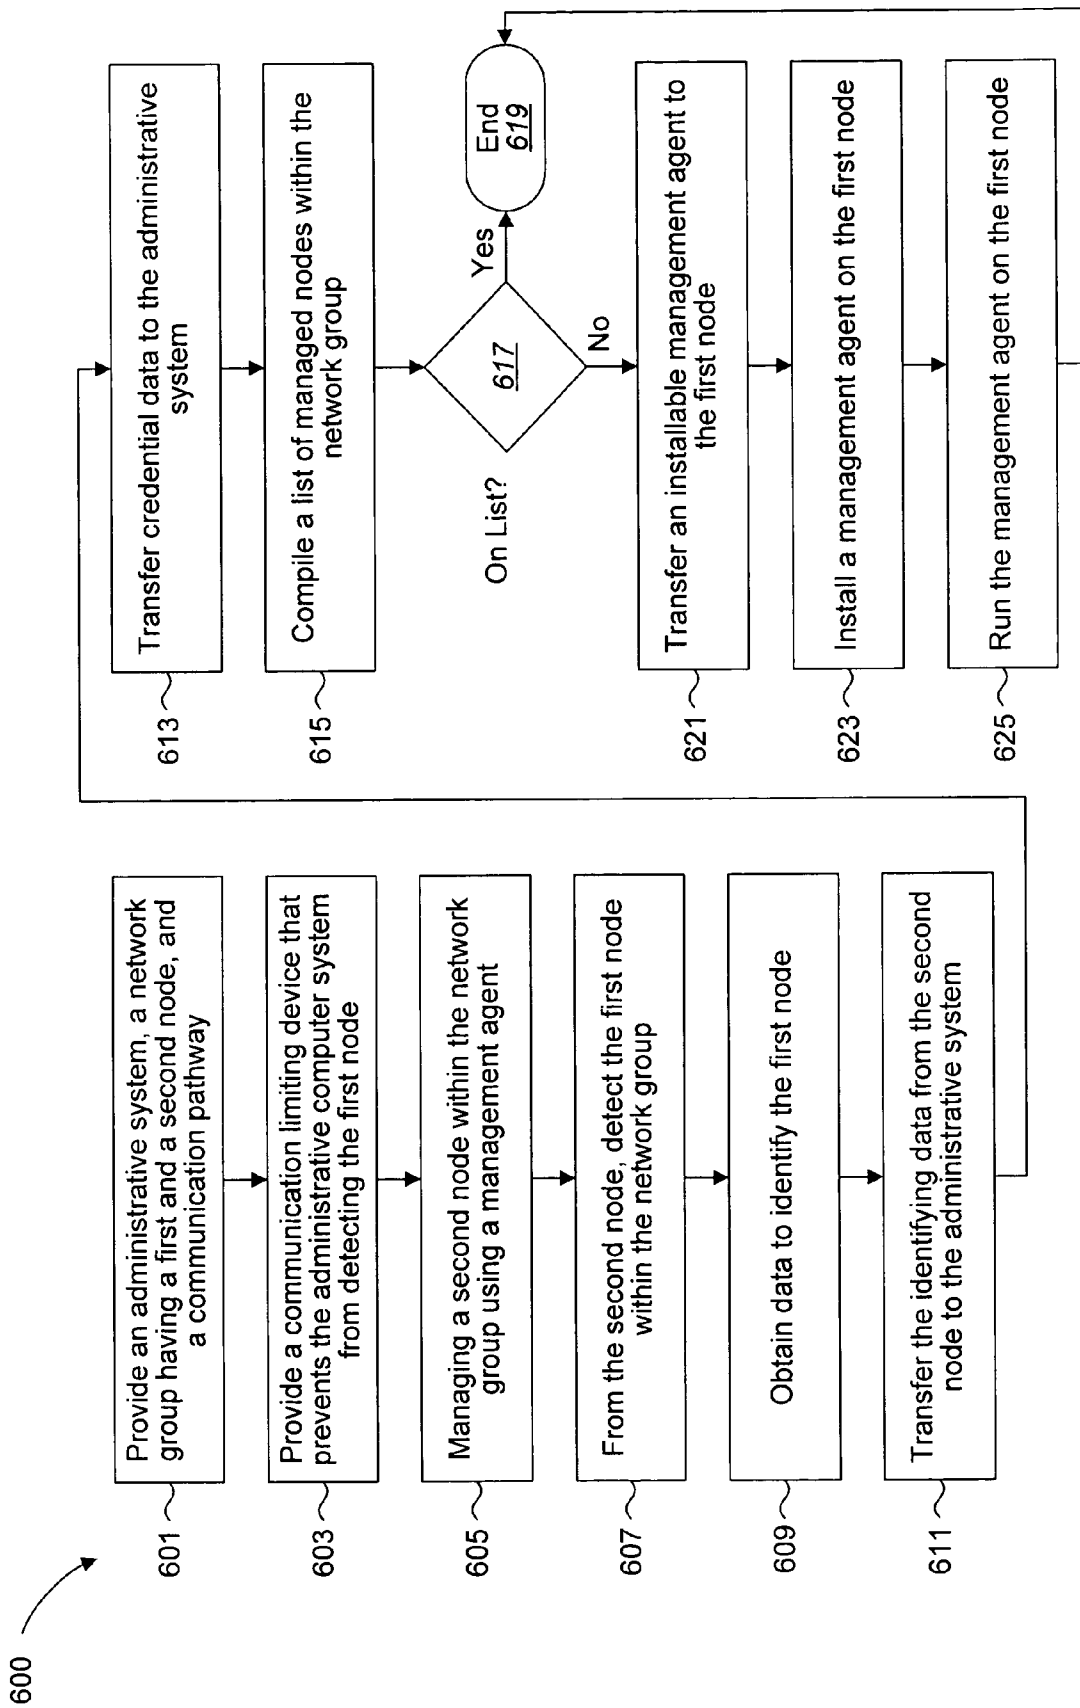 600
601
Provide an administrative system, a network
group having a first and a second node, and
a communication pathway
603
Provide a communication limiting device that
prevents the administrative computer system
from detecting the first node
605
Managing a second node within the network
group using a management agent
607
From the second node, detect the first node
within the network group
609
Obtain data to identify the first node
611
Transfer the identifying data from the second
node to the administrative system
613
Transfer credential data to the administrative
system
615
Compile a list of managed nodes within the
network group
On List?
617
Yes
End
619
No
621
Transfer an installable management agent to
the first node
623
Install a management agent on the first node
625
Run the management agent on the first node